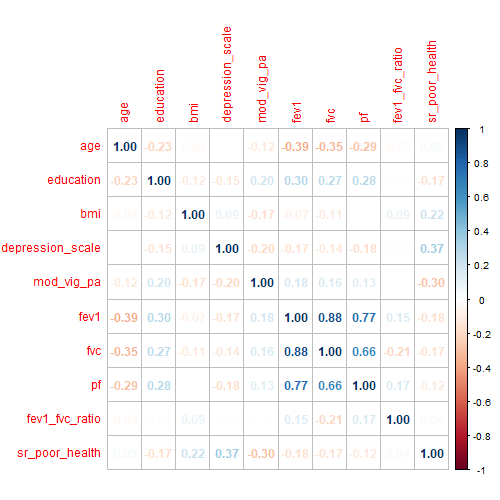 age
education
bmi
depression_scale
mod_vig_pa
fev1
fvc
pf
fev1_fvc_ratio
sr_poor_health
age 1.00 -0.23 -0.12 -0.39 -0.35 -0.29 0.05
education -0.23 1.00 -0.12 -0.15 0.20 0.30 0.27 0.28 -0.17
bmi -0.12 1.00 0.09 -0.17 -0.07 -0.11 0.09 0.22
depression_scale -0.15 0.09 1.00 -0.20 -0.17 -0.14 -0.18 0.37
mod_vig_pa -0.12 0.20 -0.17 -0.20 1.00 0.18 0.16 0.13 -0.30
fev1 -0.39 0.30 -0.07 -0.17 0.18 1.00 0.88 0.77 0.15 -0.18
fvc -0.35 0.27 -0.11 -0.14 0.16 0.88 1.00 0.66 -0.21 -0.17
pf -0.29 0.28 -0.18 0.13 0.77 0.66 1.00 0.17 -0.12
fev1_fvc_ratio 0.09 0.15 -0.21 0.17 1.00
sr_poor_health 0.05 -0.17 0.22 0.37 -0.30 -0.18 -0.17 -0.12 1.00
1
0.8
0.6
0.4
0.2
0
-0.2
-0.4
-0.6
-0.8
-1